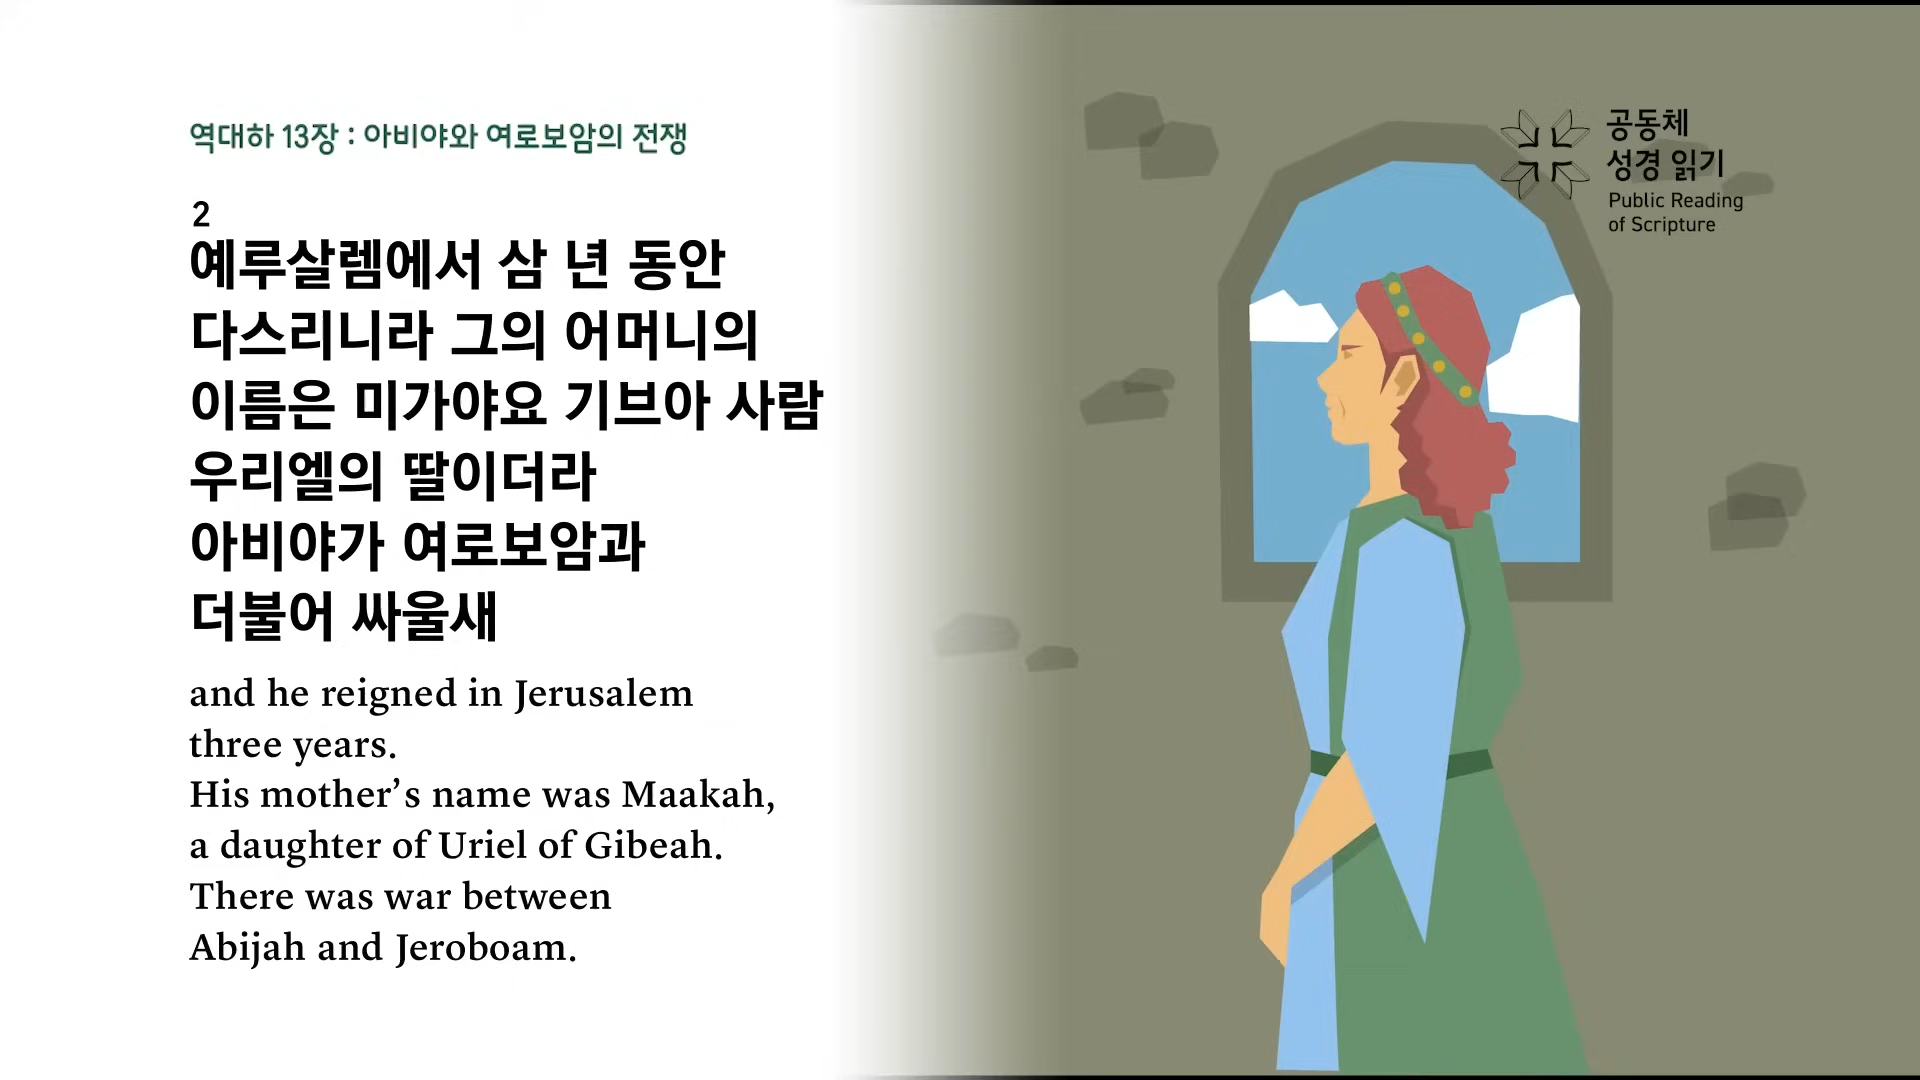 역대하 13장 : 아비야와 여로보암의 전쟁
2
예루살렘에서 삼 년 동안
다스리니라 그의 어머니의
이름은 미가야요 기브아 사람
우리엘의 딸이더라
아비야가 여로보암과
더불어 싸울새
and he reigned in Jerusalem
three years.
His mother’s name was Maakah,
a daughter of Uriel of Gibeah.
There was war between
Abijah and Jeroboam.
공동체
성경 읽기
Public Reading
of Scripture